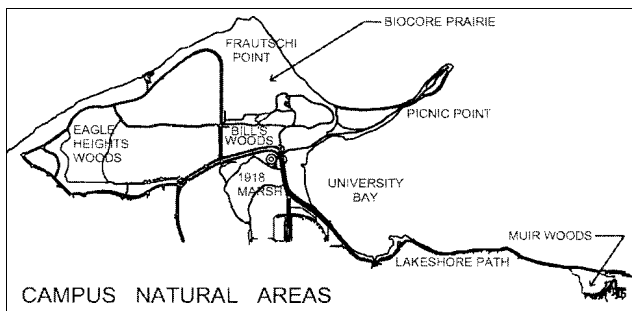 BIOCORE PRAIRIE
FRAUTSCHI
POINT
PICNIC POINT
EAGLE
HEIGHTS
WOODS
BILL'S
WOODS
1918
MARSH
UNIVERSITY
BAY
MUIR WOODS
LAKESHORE PATH
CAMPUS NATURAL AREAS